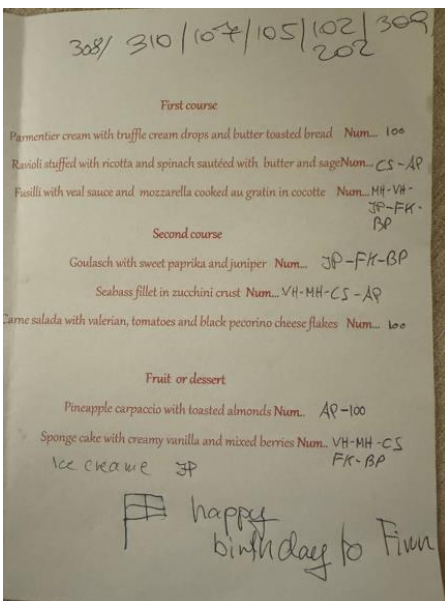 308/ 310/107/105/102/309
202
First course
Parmentier cream with truffle cream drops and butter toasted bread Num... 100
Ravioli stuffed with ricotta and spinach sautéed with butter and sageNum... CS-AP
Fusilli with veal sauce and mozzarella cooked au gratin in cocotte Num... MH-VH-
JP-FK-
BP
Second course
Goulasch with sweet paprika and juniper Num... JP-FK-BP
Seabass fillet in zucchini crust Num... VH-MH-CS-AP
Carne salada with valerian, tomatoes and black pecorino cheese flakes Num... 100
Fruit or dessert
Pineapple carpaccio with toasted almonds Num.. AP-100
Sponge cake with creamy vanilla and mixed berries Num.. VH-MH-CS
FK-BP
Ice creame JP
happy
birthday to Finn